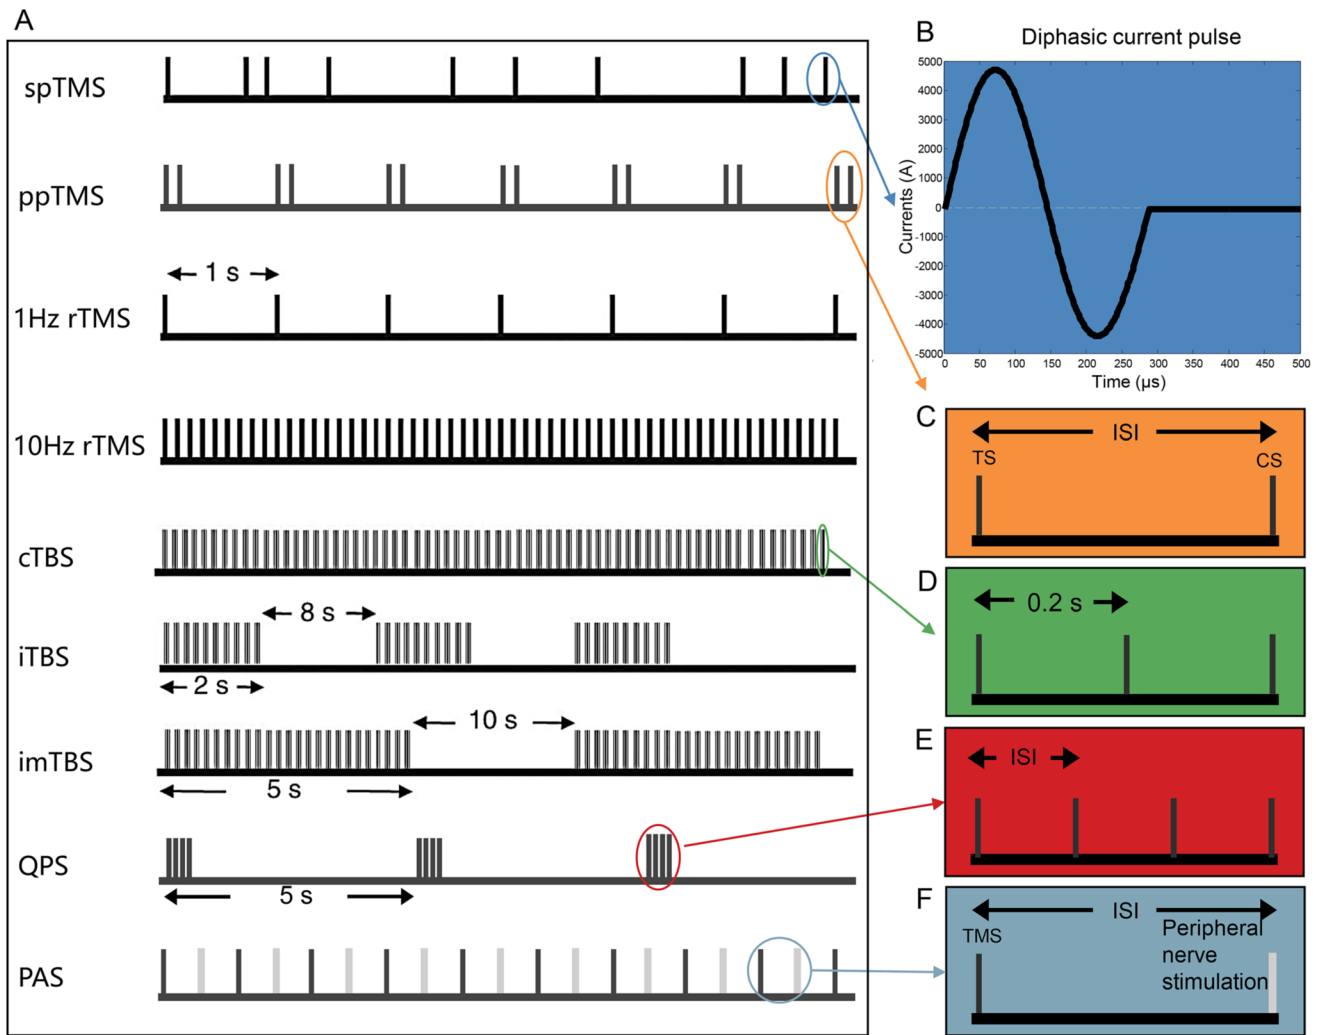 A
spTMS
ppTMS
1 s
1Hz rTMS
10Hz rTMS
cTBS
8 s
iTBS
2 s
10 s
imTBS
5 s
QPS
5 s
PAS
B
Diphasic current pulse
5000
4000
3000
2000
1000
0
-1000
-2000
-3000
-4000
-5000
Currents (A)
0 50 100 150 200 250 300 350 400 450 500
Time (μs)
C
ISI
TS CS
D
0.2 s
E
ISI
F
ISI
TMS
Peripheral
nerve
stimulation